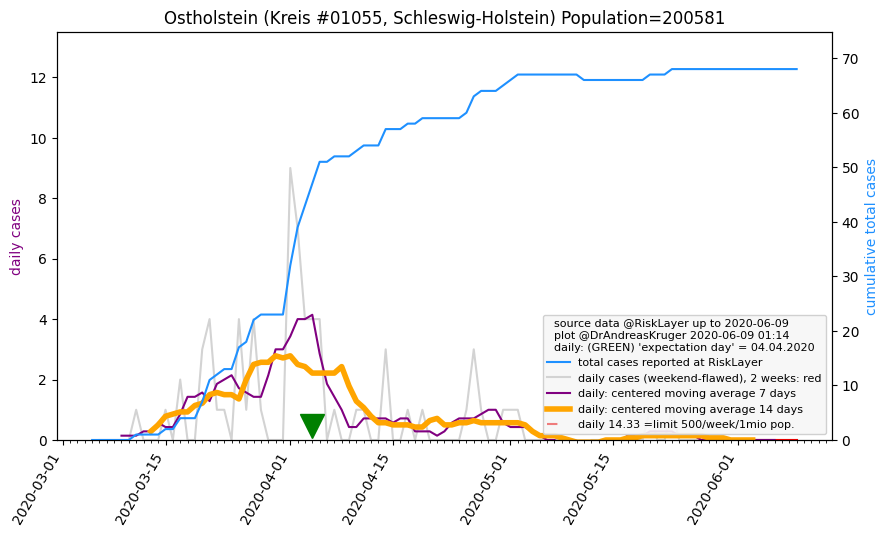 Ostholstein (Kreis #01055, Schleswig-Holstein) Population=200581
daily cases
12
10
8
6
4
2
0
70
60
50
40
30
20
10
0
cumulative total cases
source data @RiskLayer up to 2020-06-09
plot @DrAndreasKruger 2020-06-09 01:14
daily: (GREEN) 'expectation day' = 04.04.2020
total cases reported at RiskLayer
daily cases (weekend-flawed), 2 weeks: red
daily: centered moving average 7 days
daily: centered moving average 14 days
daily 14.33 =limit 500/week/1mio pop.
2020-03-01
2020-03-15
2020-04-01
2020-04-15
2020-05-01
2020-05-15
2020-06-01